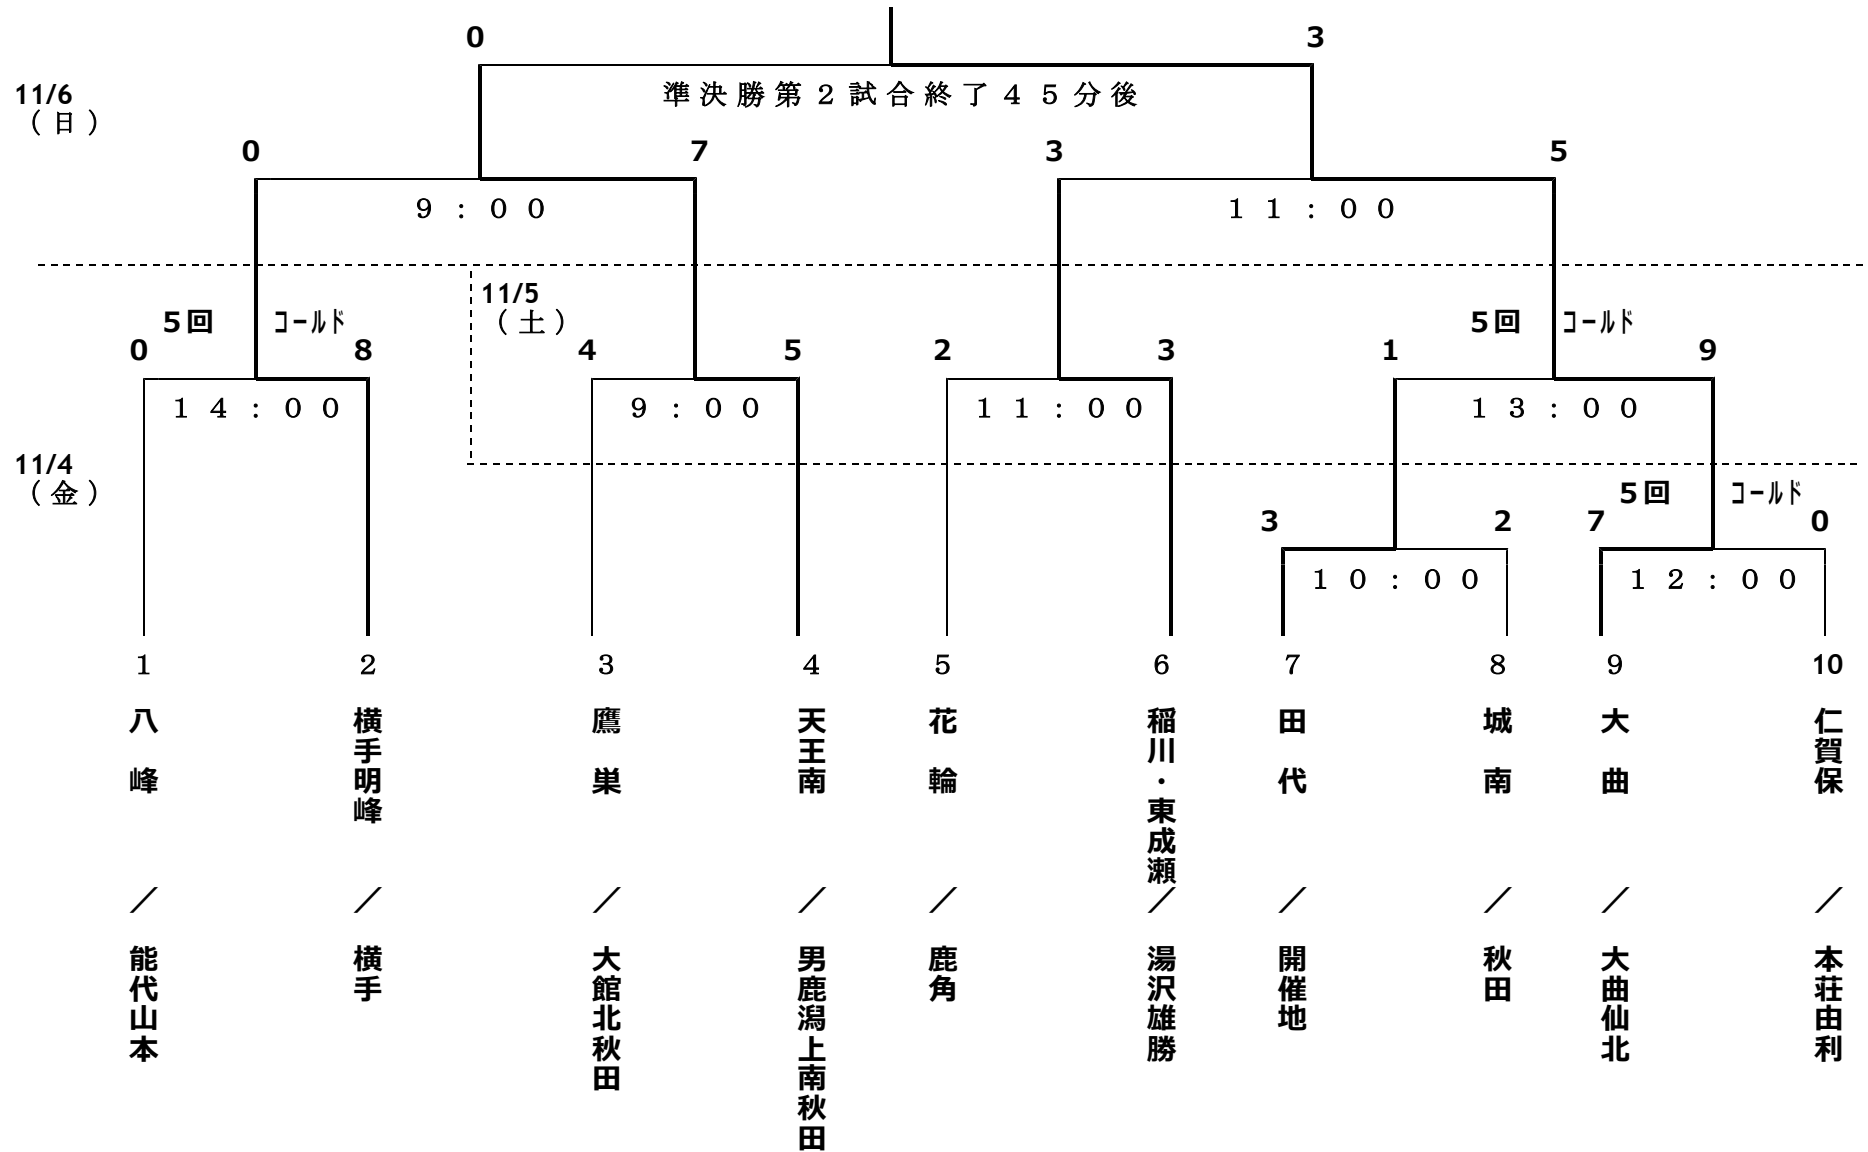 0 3
準決勝第２試合終了４５分後
11/6
（日）
0 7 3 5
９：００ １１：００
11/5
（土）
５回 ｺｰﾙﾄﾞ ５回 ｺｰﾙﾄﾞ
0 8 4 5 2 3 1 9
１４：００ ９：００ １１：００ １３：００
11/4
（金）
５回 ｺｰﾙﾄﾞ
3 2 7 0
１０：００ １２：００
１ ２ ３ ４ ５ ６ ７ ８ ９ 10
八峰／能代山本
横手明峰／横手
鷹巣／大館北秋田
天王南／男鹿潟上南秋田
花輪／鹿角
稲川・東成瀬／湯沢雄勝
田代／開催地
城南／秋田
大曲／大曲仙北
仁賀保／本荘由利